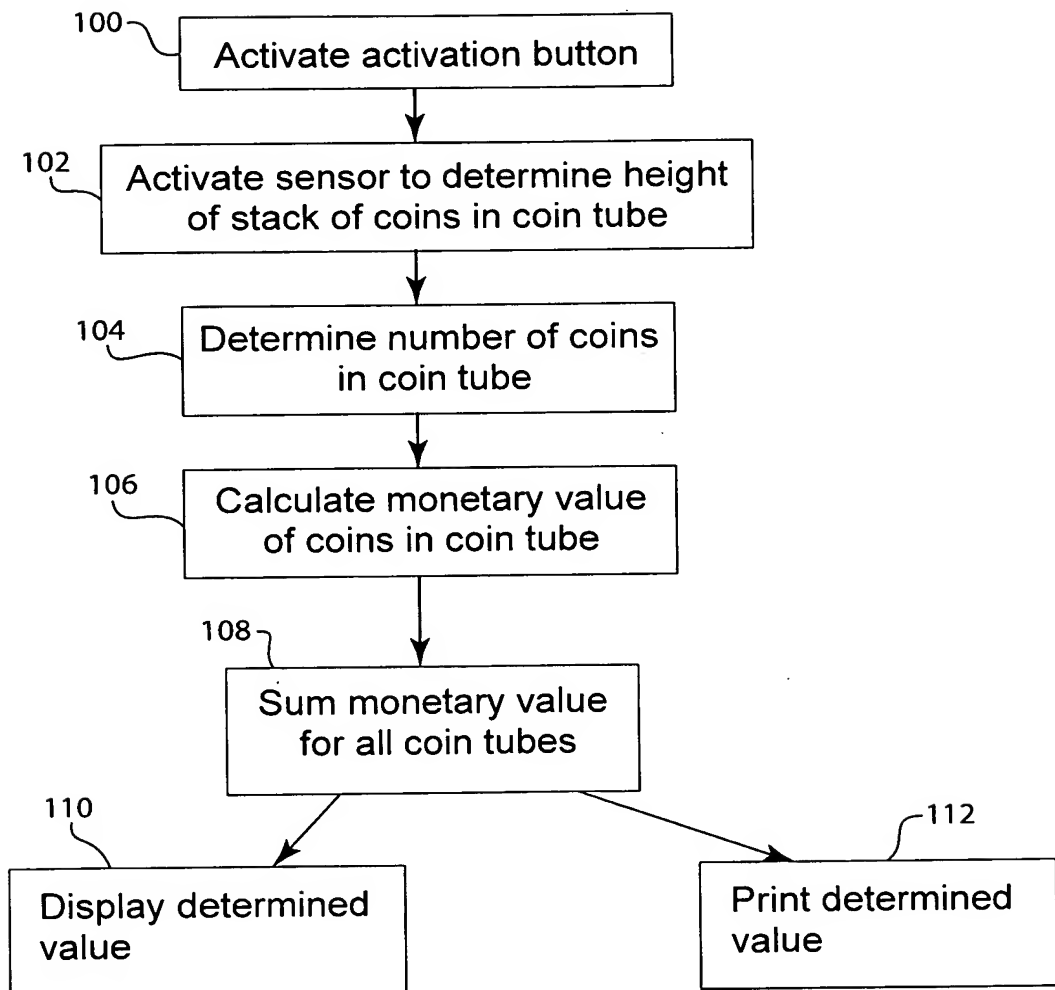 100
Activate activation button
102
Activate sensor to determine height
of stack of coins in coin tube
104
Determine number of coins
in coin tube
106
Calculate monetary value
of coins in coin tube
108
Sum monetary value
for all coin tubes
110
Display determined
value
112
Print determined
value